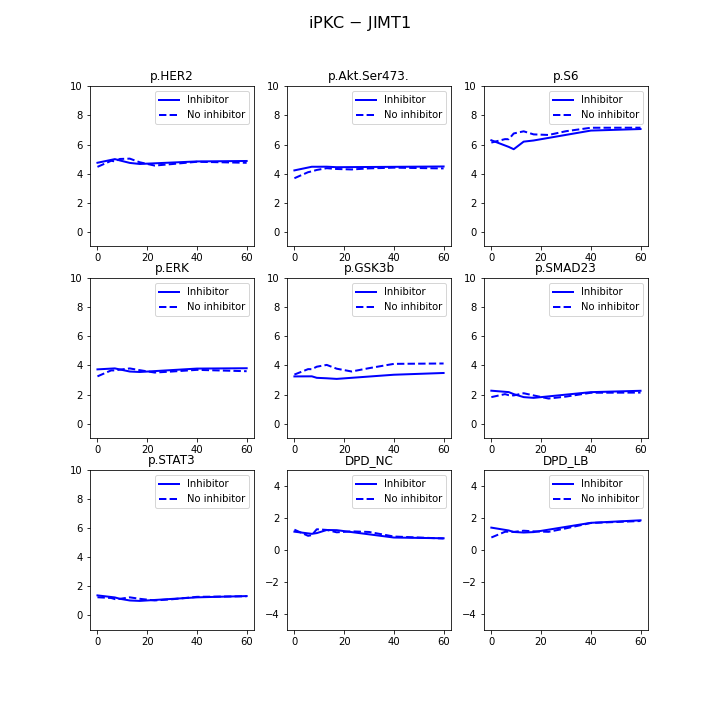 iPKC − JIMT1
p.HER2
p.Akt.Ser473.
p.S6
10
8
6
4
2
0
Inhibitor
No inhibitor
0 20 40 60
10
8
6
4
2
0
Inhibitor
No inhibitor
0 20 40 60
10
8
6
4
2
0
Inhibitor
No inhibitor
0 20 40 60
p.ERK
p.GSK3b
p.SMAD23
10
8
6
4
2
0
Inhibitor
No inhibitor
0 20 40 60
10
8
6
4
2
0
Inhibitor
No inhibitor
0 20 40 60
10
8
6
4
2
0
Inhibitor
No inhibitor
0 20 40 60
p.STAT3
DPD_NC
DPD_LB
10
8
6
4
2
0
Inhibitor
No inhibitor
0 20 40 60
4
2
0
−2
−4
Inhibitor
No inhibitor
0 20 40 60
4
2
0
−2
−4
Inhibitor
No inhibitor
0 20 40 60